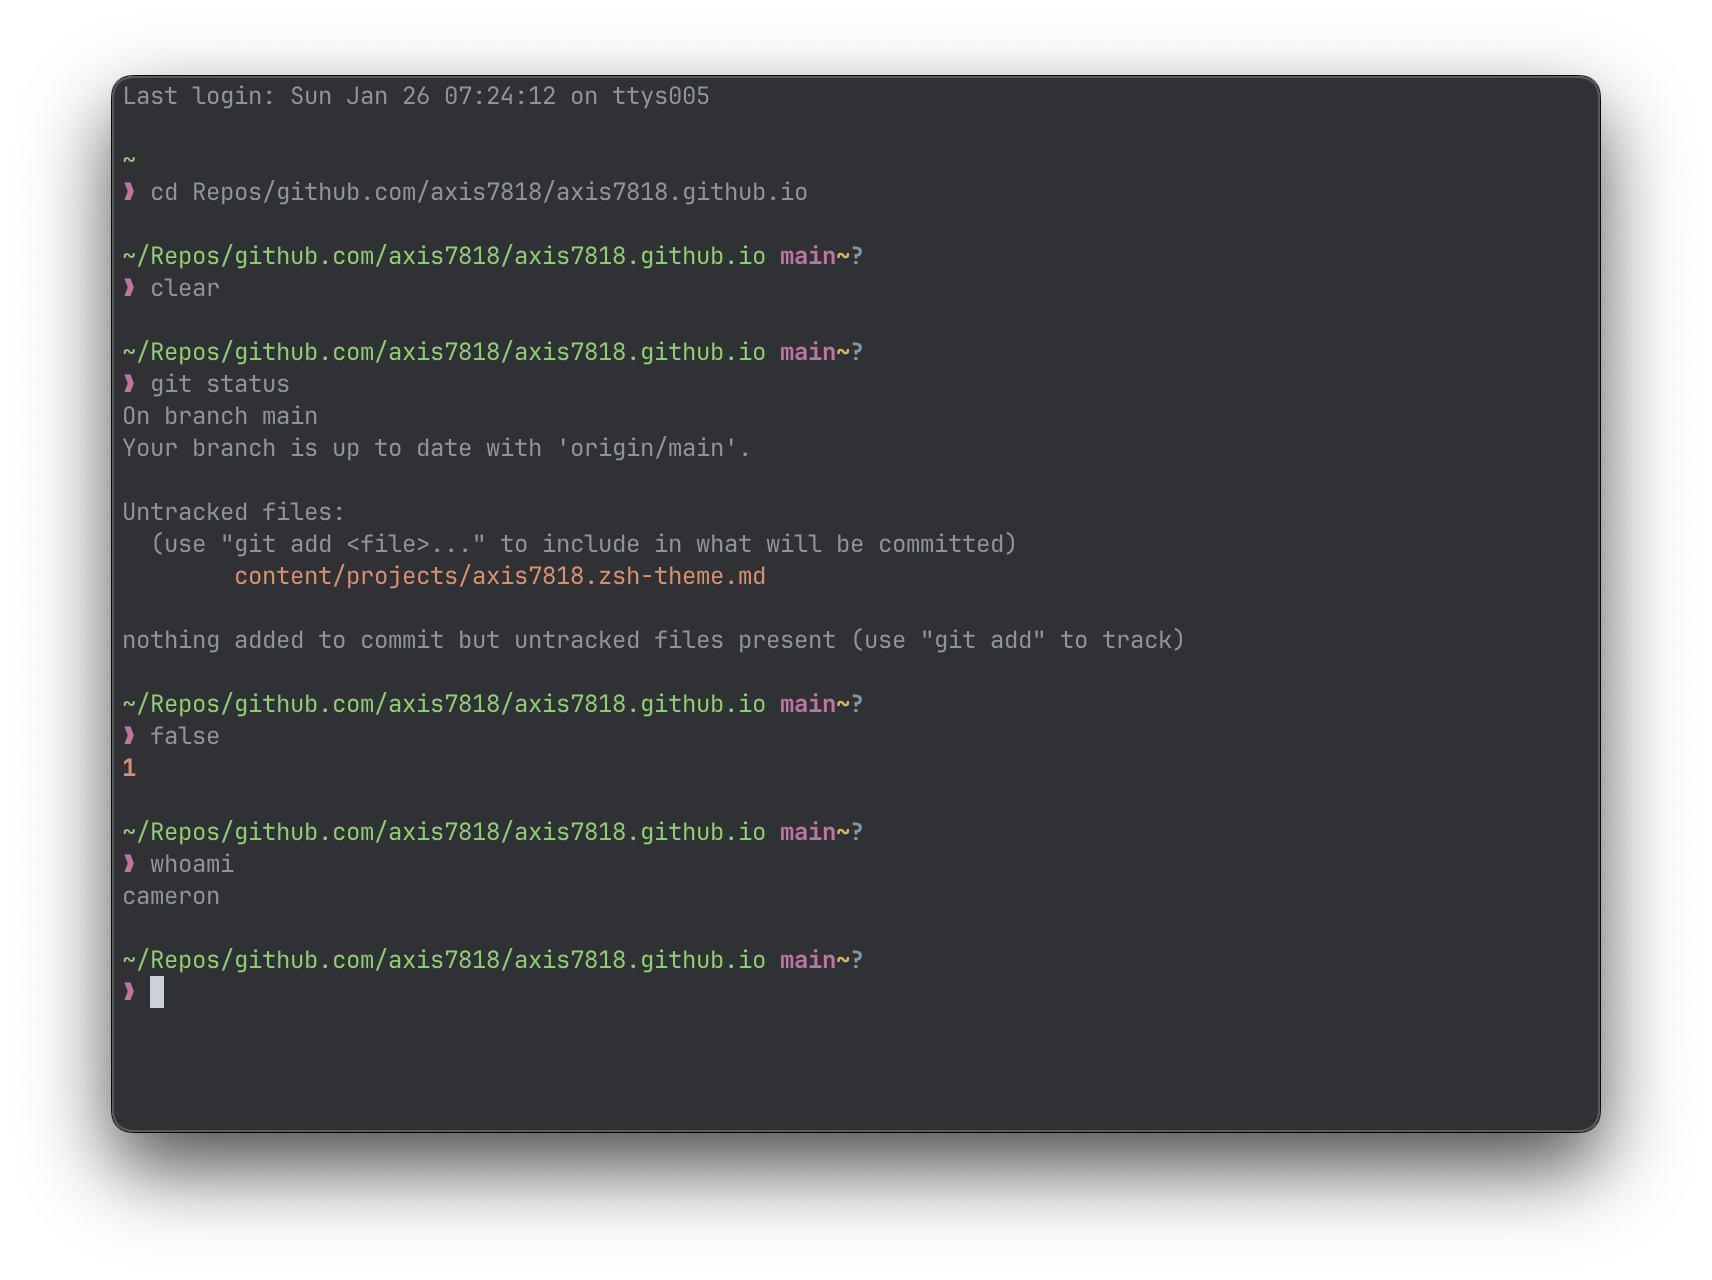 Last login: Sun Jan 26 07:24:12 on ttys005
~
❱ cd Repos/github.com/axis7818/axis7818.github.io
~/Repos/github.com/axis7818/axis7818.github.io main~?
❱ clear
~/Repos/github.com/axis7818/axis7818.github.io main~?
❱ git status
On branch main
Your branch is up to date with 'origin/main'.
Untracked files:
  (use "git add <file>..." to include in what will be committed)
        content/projects/axis7818.zsh-theme.md
nothing added to commit but untracked files present (use "git add" to track)
~/Repos/github.com/axis7818/axis7818.github.io main~?
❱ false
1
~/Repos/github.com/axis7818/axis7818.github.io main~?
❱ whoami
cameron
~/Repos/github.com/axis7818/axis7818.github.io main~?
❱